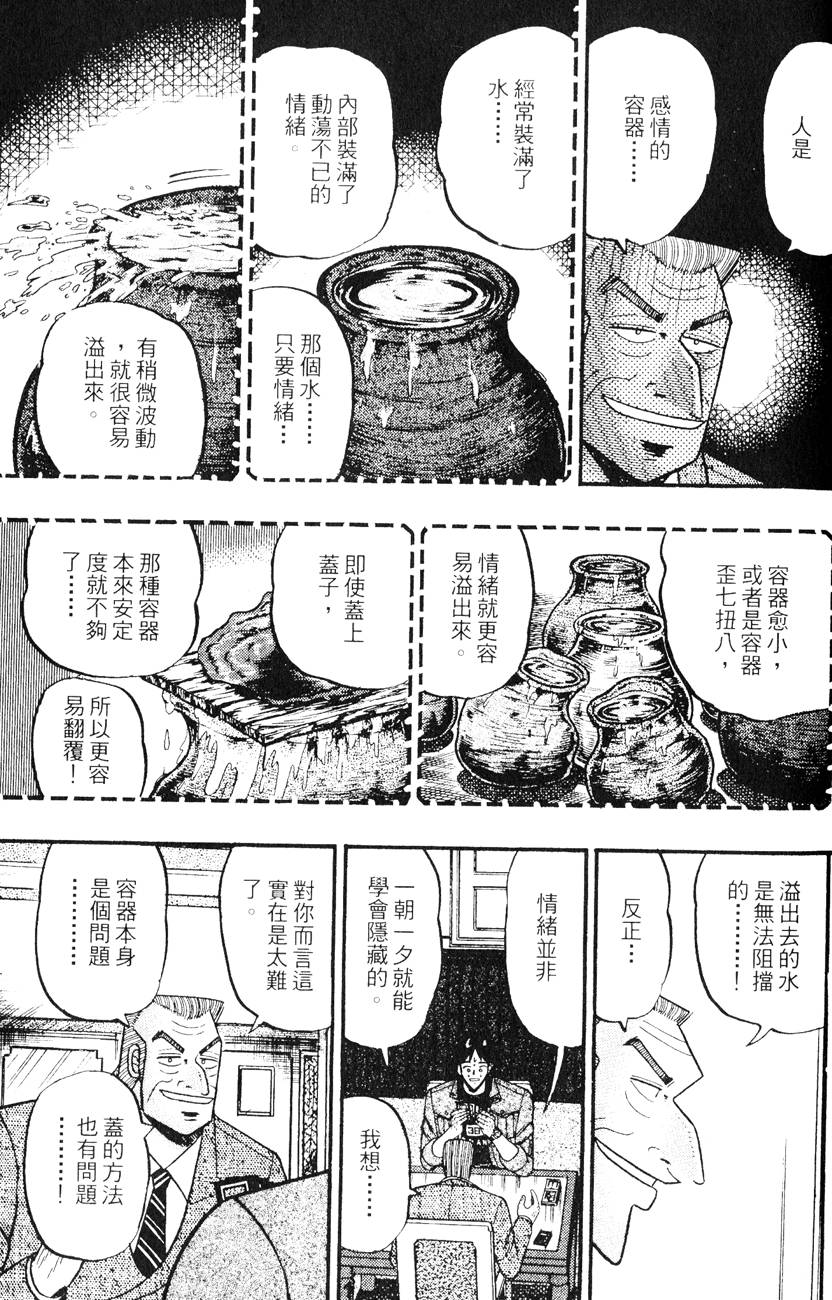 人是
感情的
容器……
經常裝滿了
水……
內部裝滿了
動蕩不已的
情緒。
那個水……
只要情緒…
有稍微波動
，就很容易
溢出來。
容器愈小，
或者是容器
歪七扭八，
情緒就更容
易溢出來。
即使蓋上
蓋子，
那種容器
本來安定
度就不夠
了……
所以更容
易翻覆！
溢出去的水
是無法阻擋
的………！
反正…
情緒並非
一朝一夕就能
學會隱藏的。
我想……
對你而言這
實在是太難
了。
容器本身
是個問題
…………
蓋的方法
也有問題
………！